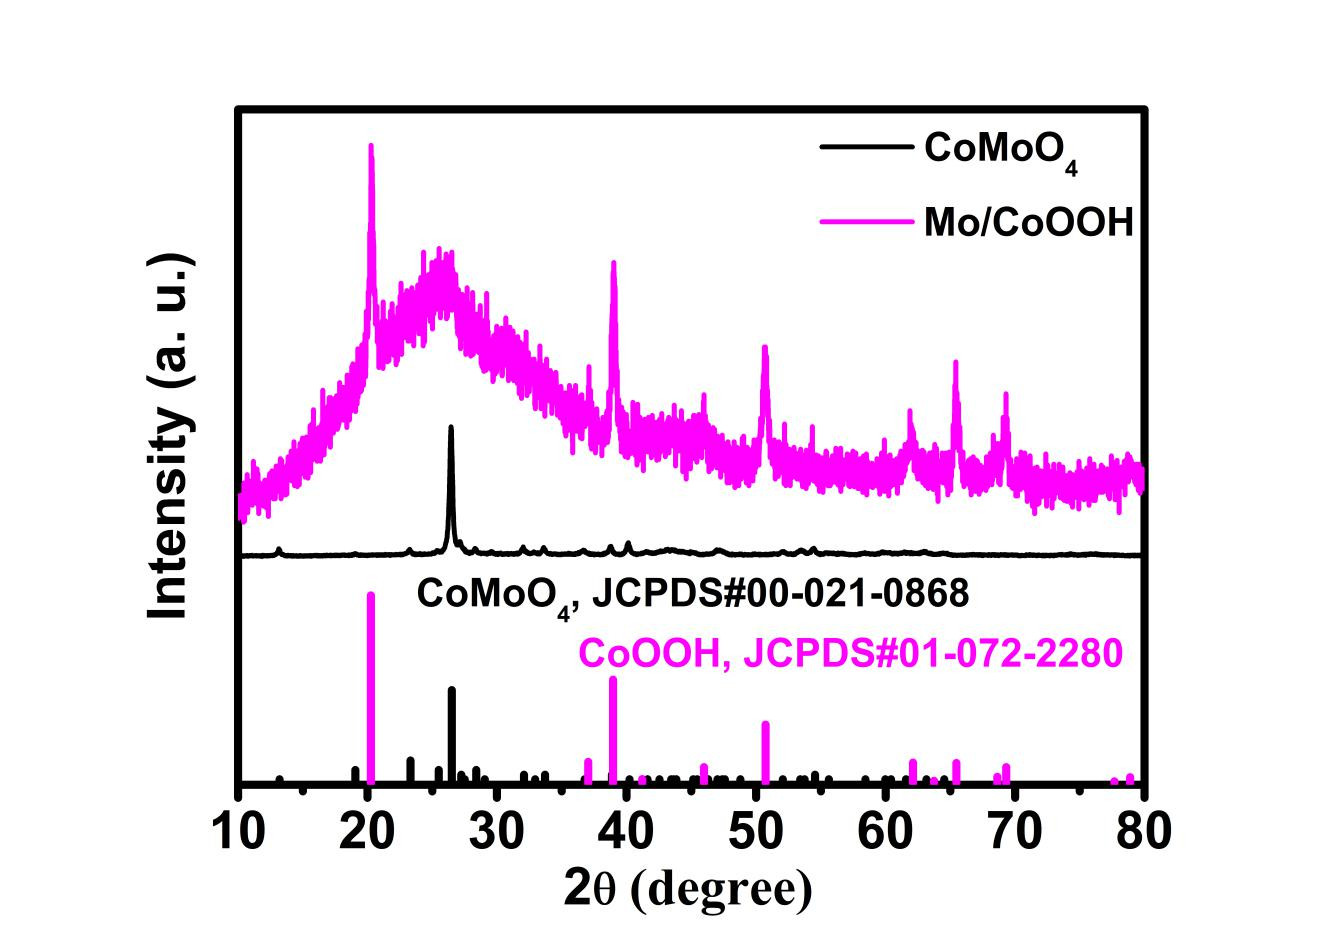 CoMoO₄
Mo/CoOOH
Intensity (a. u.)
CoMoO₄, JCPDS#00-021-0868
CoOOH, JCPDS#01-072-2280
10 20 30 40 50 60 70 80
2θ (degree)